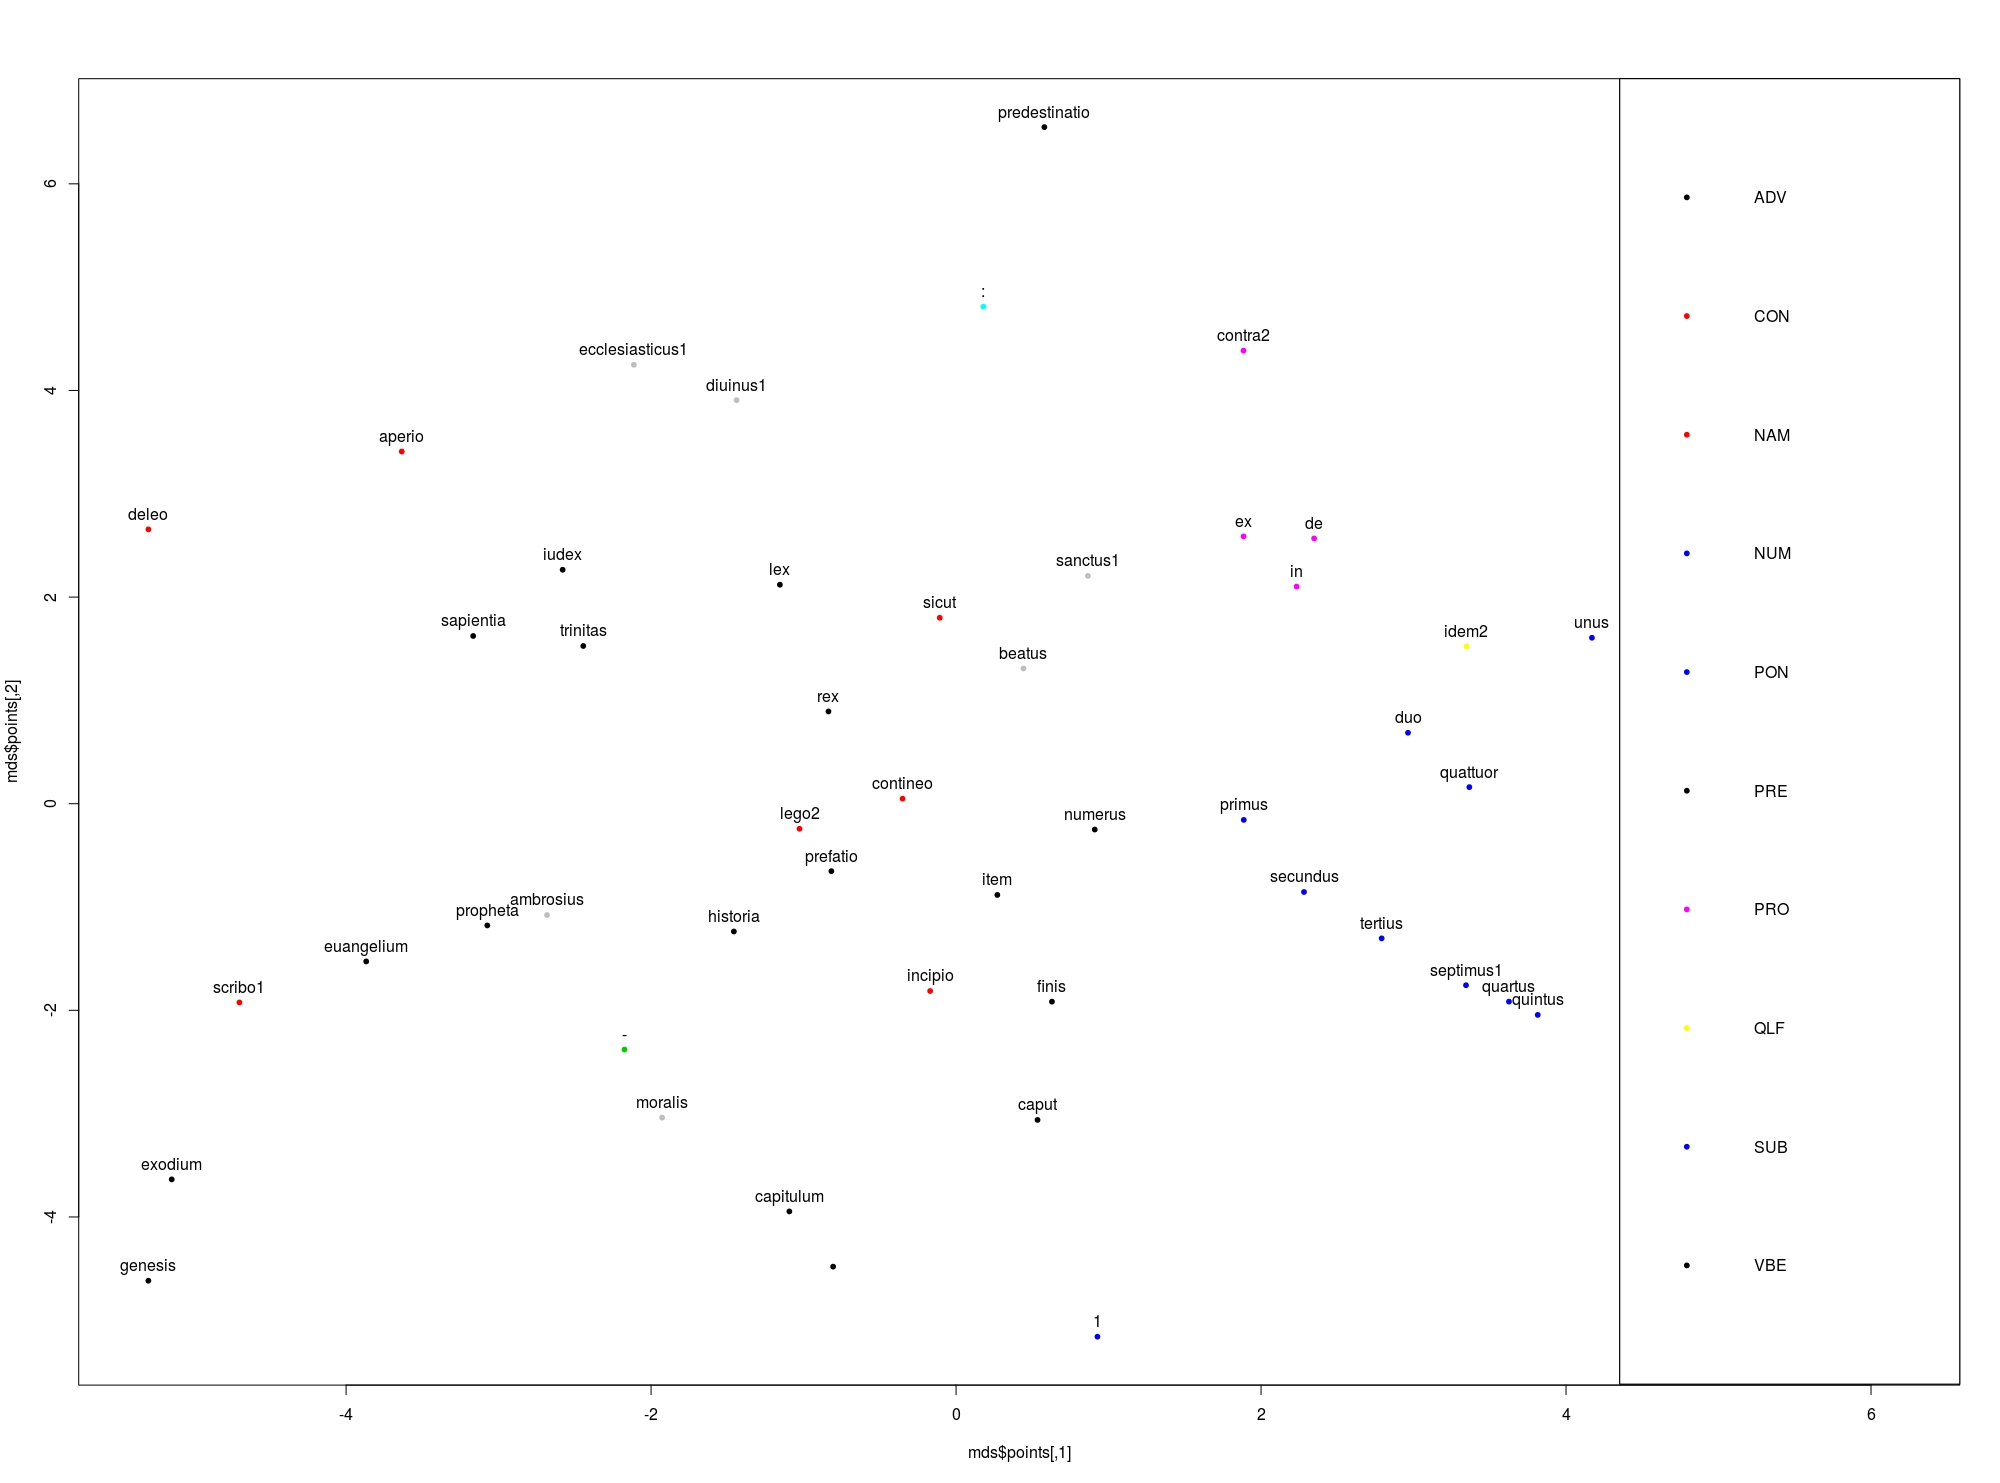 predestinatio
6
ADV
:
CON
contra2
ecclesiasticus1
diuinus1
4
aperio
NAM
deleo
ex
de
iudex
NUM
sanctus1
lex
in
2
sicut
sapientia
trinitas
unus
idem2
beatus
PON
rex
duo
mds$points[,2]
quattuor
contineo
PRE
0
primus
lego2
numerus
prefatio
secundus
item
ambrosius
propheta
PRO
historia
tertius
euangelium
septimus1
incipio
scribo1
finis
quartus
quintus
-2
QLF
-
moralis
caput
SUB
exodium
capitulum
-4
genesis
VBE
1
-4
-2
0
2
4
6
mds$points[,1]